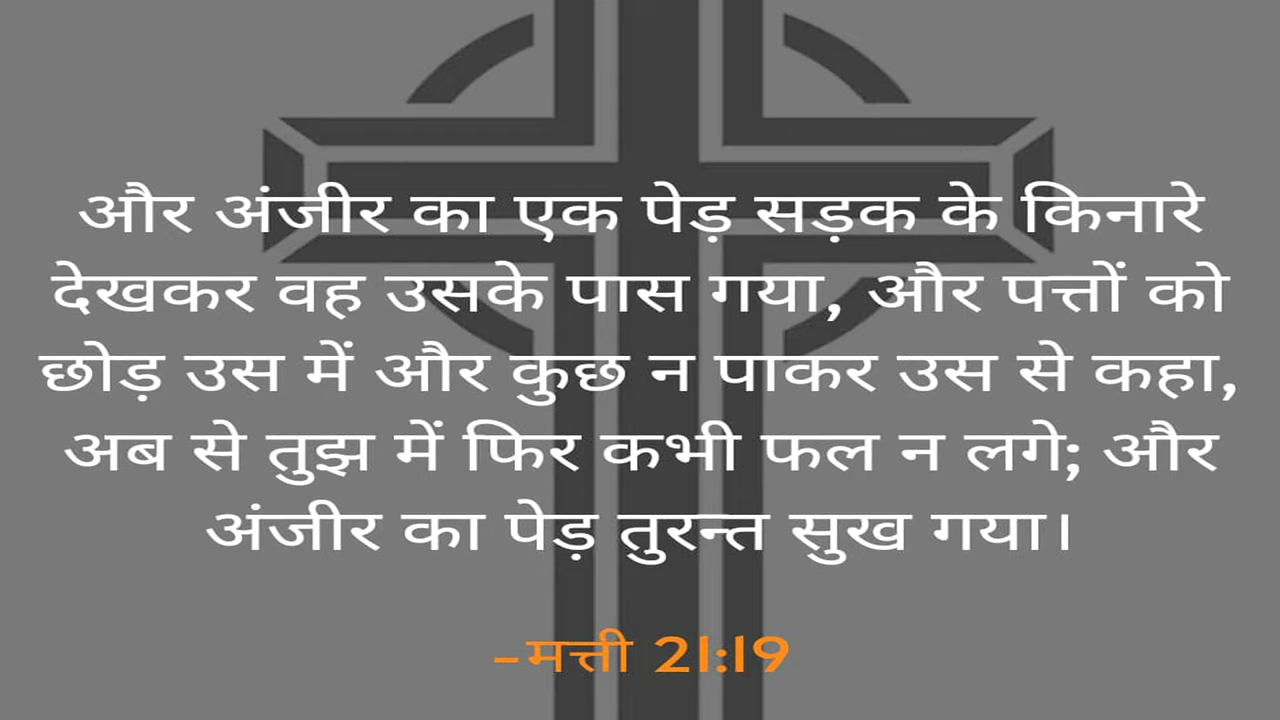 और अंजीर का एक पेड़ सड़क के किनारे
देखकर वह उसके पास गया, और पत्तों को
छोड़ उस में और कुछ न पाकर उस से कहा,
अब से तुझ में फिर कभी फल न लगे; और
अंजीर का पेड़ तुरन्त सुख गया।
-मत्ती 21:19